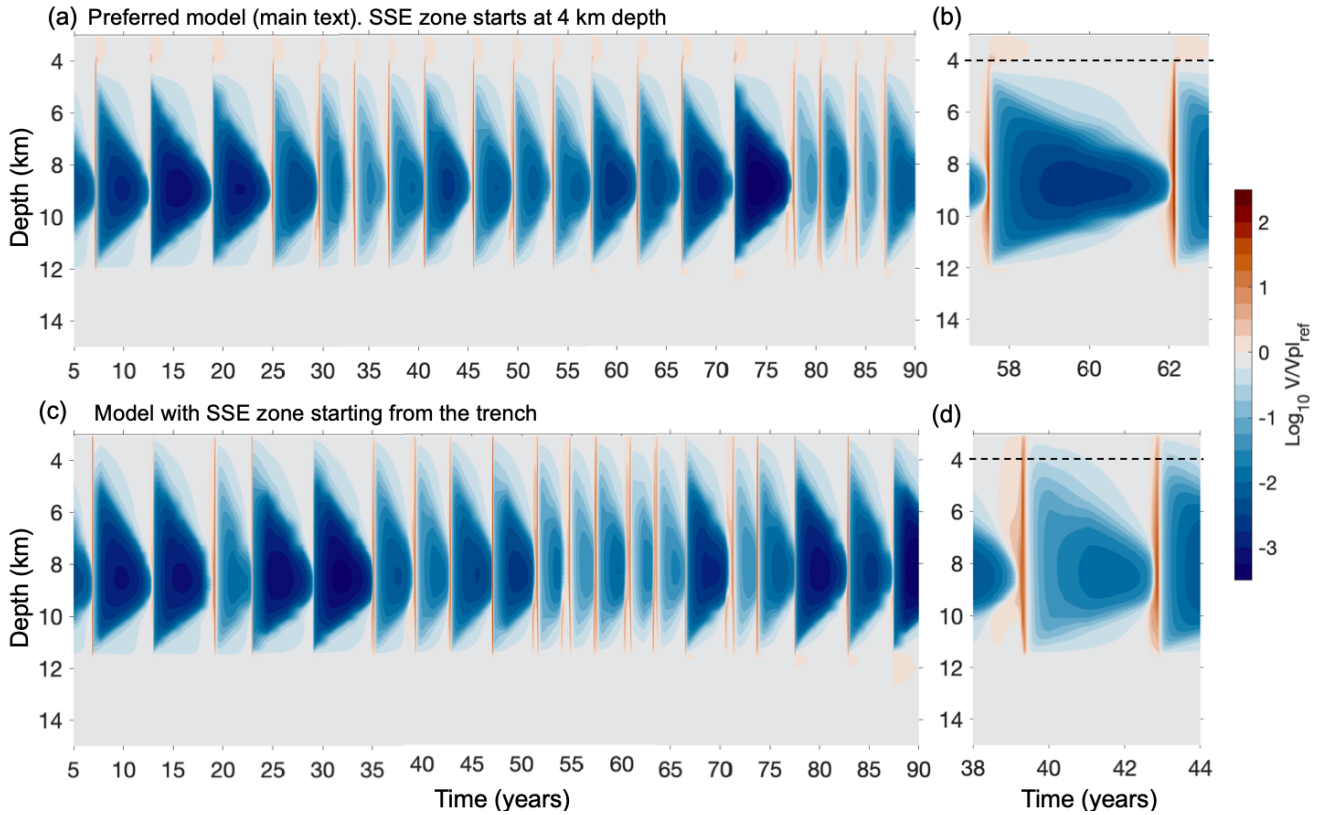 (a) Preferred model (main text). SSE zone starts at 4 km depth
(b)
4
6
8
10
12
14
Depth (km)
5 10 15 20 25 30 35 40 45 50 55 60 65 70 75 80 85 90
4
6
8
10
12
14
58 60 62
(c) Model with SSE zone starting from the trench
(d)
4
6
8
10
12
14
Depth (km)
5 10 15 20 25 30 35 40 45 50 55 60 65 70 75 80 85 90
Time (years)
4
6
8
10
12
14
38 40 42 44
Time (years)
2
1
0
-1
-2
-3
Log10 V/Vplref